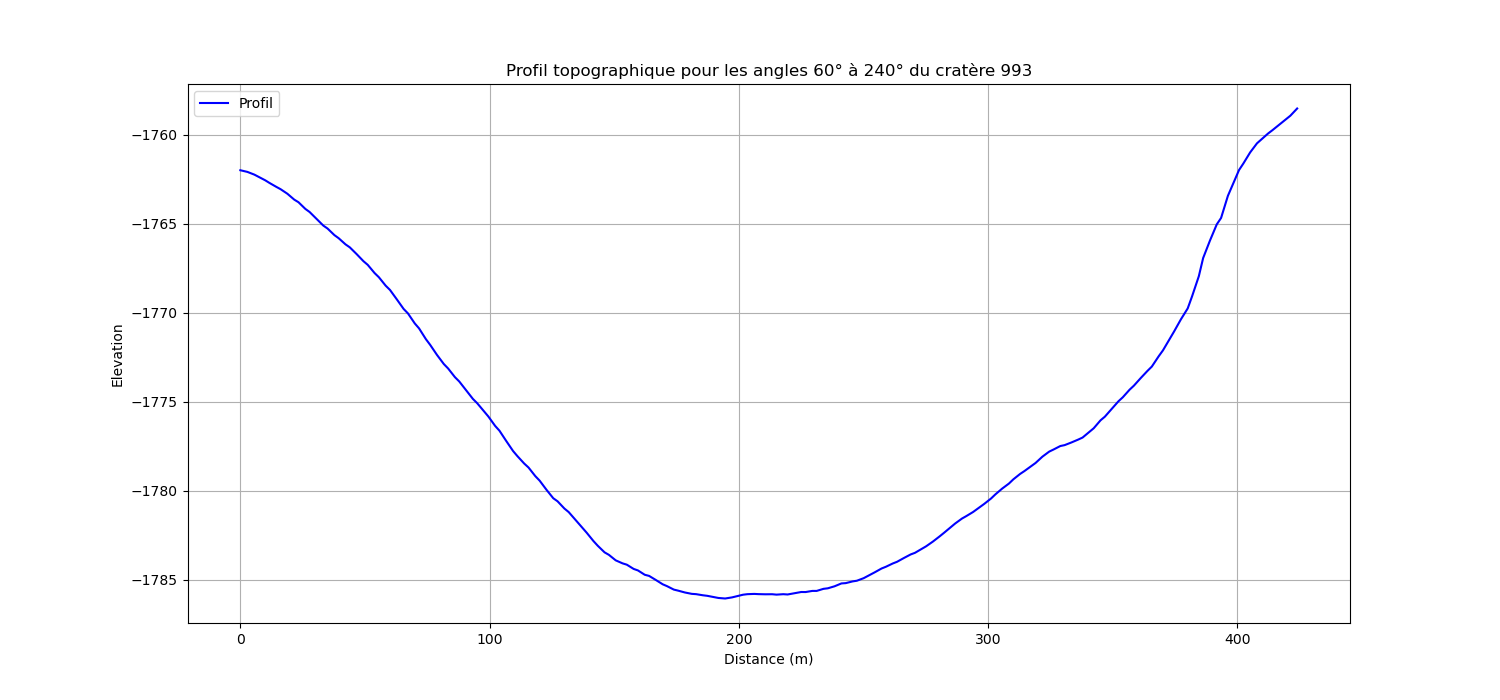 Profil topographique pour les angles 60° à 240° du cratère 993
Profil
−1760
−1765
−1770
−1775
−1780
−1785
Elevation
0 100 200 300 400
Distance (m)